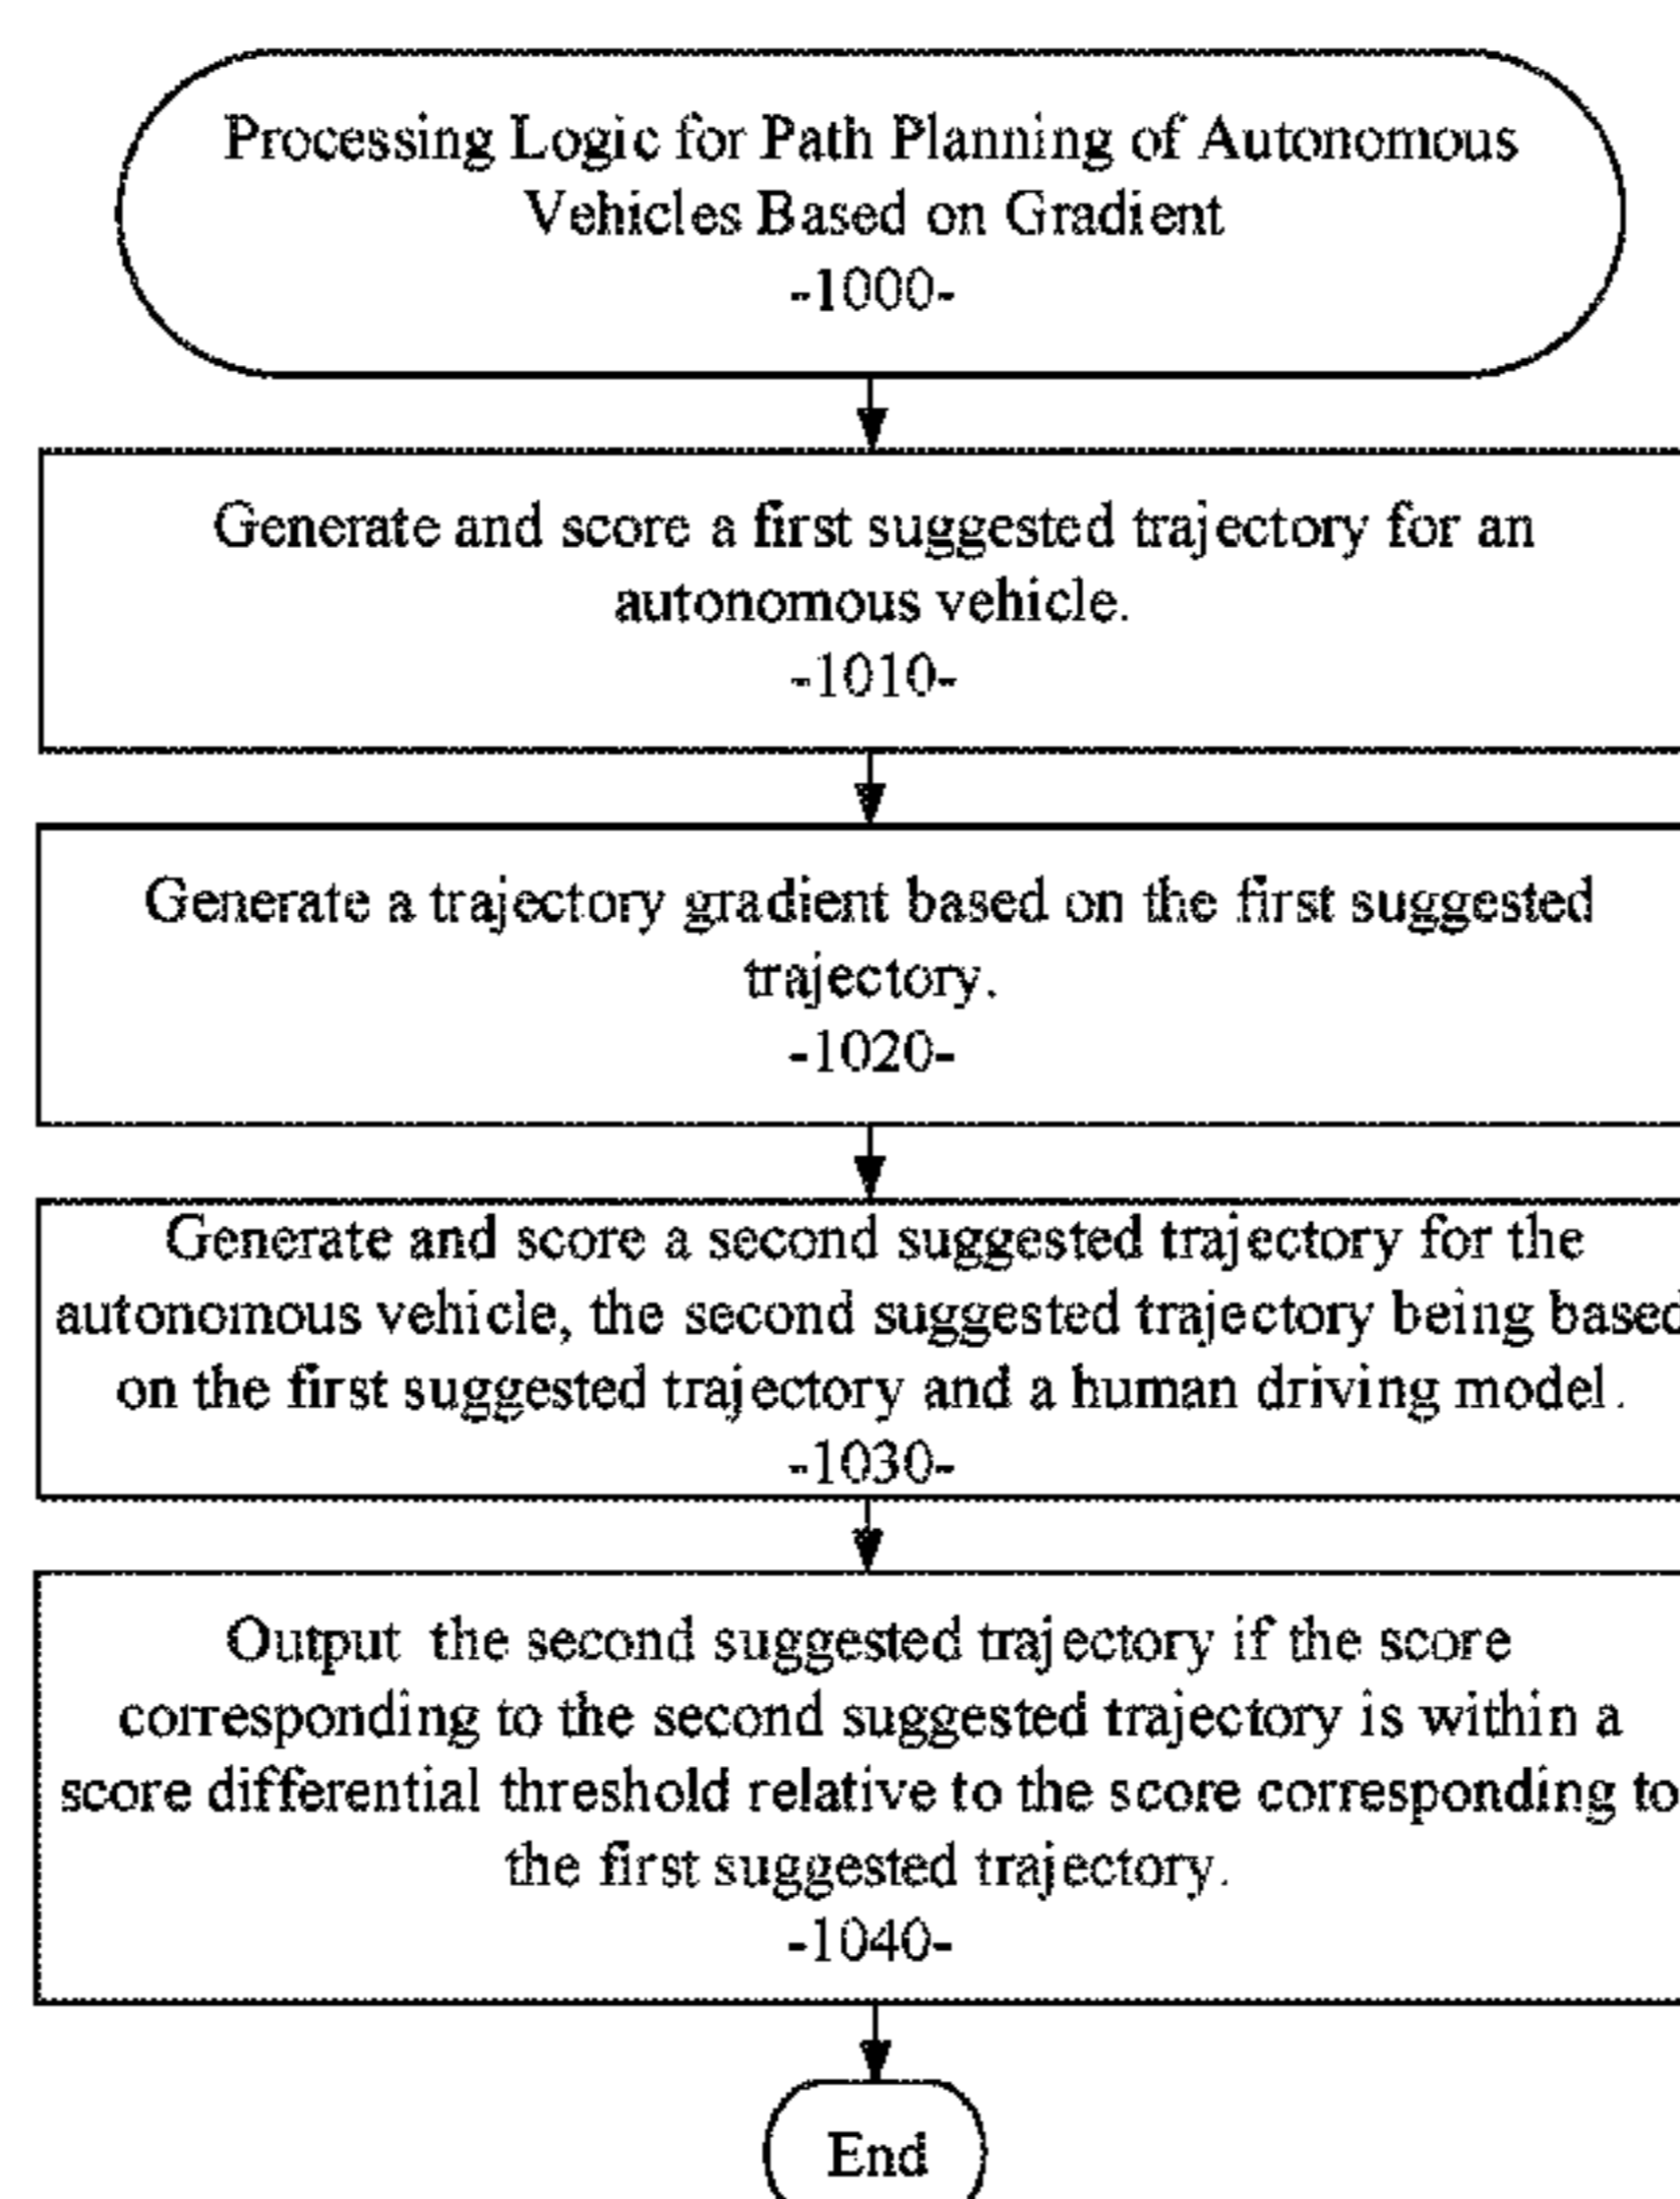 Processing Logic for Path Planning of Autonomous
Vehicles Based on Gradient
-1000-
Generate and score a first suggested trajectory for an
autonomous vehicle.
-1010-
Generate a trajectory gradient based on the first suggested
trajectory.
-1020-
Generate and score a second suggested trajectory for the
autonomous vehicle, the second suggested trajectory being based
on the first suggested trajectory and a human driving model.
-1030-
Output the second suggested trajectory if the score
corresponding to the second suggested trajectory is within a
score differential threshold relative to the score corresponding to
the first suggested trajectory.
-1040-
End